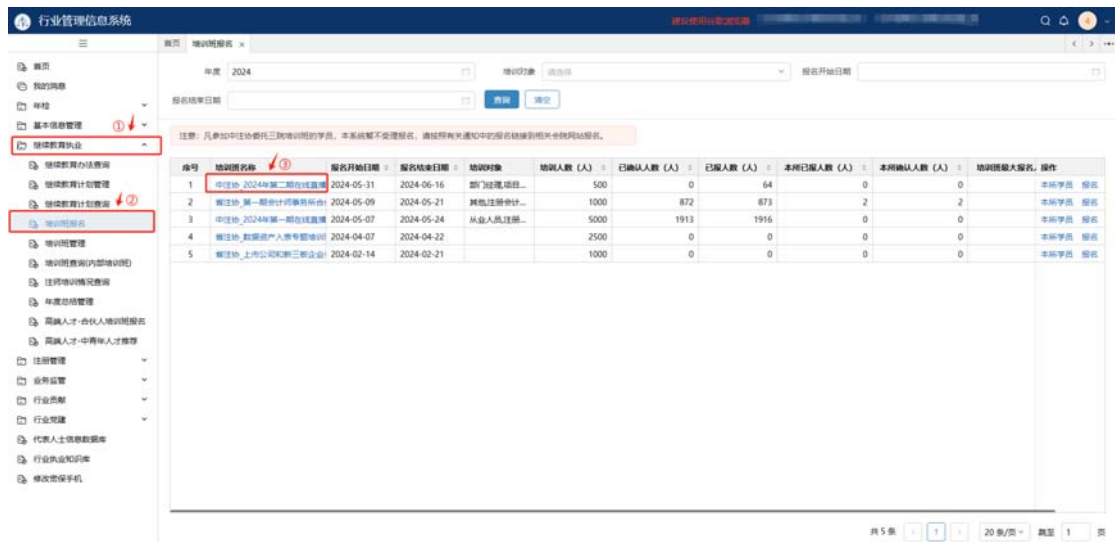 行业管理信息系统
建议使用谷歌浏览器
4
首页
培训班报名 ×
首页
我的消息
年检
基本信息管理
①
继续教育执业
继续教育办法查询
继续教育计划管理
继续教育计划查询
②
培训班报名
培训班管理
培训班查询(内部培训班)
注师培训情况查询
年度总结管理
高端人才-合伙人培训班报名
高端人才-中青年人才推荐
注册管理
业务监管
行业贡献
行业党建
代表人士信息数据库
行业执业知识库
修改密保手机
年度 2024 培训对象 请选择 报名开始日期
报名结束日期 查询 清空
注意:凡参加中注协委托三院培训班的学员,本系统暂不受理报名,请按照有关通知中的报名链接到相关会院网站报名。
③
序号 培训班名称 报名开始日期 报名结束日期 培训对象 培训人数 (人) 已确认人数 (人) 已报人数 (人) 本所已报人数 (人) 本所确认人数 (人) 培训班最大报名. 操作
1 中注协_2024年第二期在线直播 2024-05-31 2024-06-16 部门经理,项目... 500 0 64 0 0 本所学员 报名
2 省注协_第一期会计师事务所合 2024-05-09 2024-05-21 其他,注册会计... 1000 872 873 2 2 本所学员 报名
3 中注协_2024年第一期在线直播 2024-05-07 2024-05-24 从业人员,注册... 5000 1913 1916 0 0 本所学员 报名
4 省注协_数据资产入表专题培训 2024-04-07 2024-04-22 2500 0 0 0 0 本所学员 报名
5 省注协_上市公司和新三板企业 2024-02-14 2024-02-21 1000 0 0 0 0 本所学员 报名
共 5 条 1 20 条/页 跳至 1 页